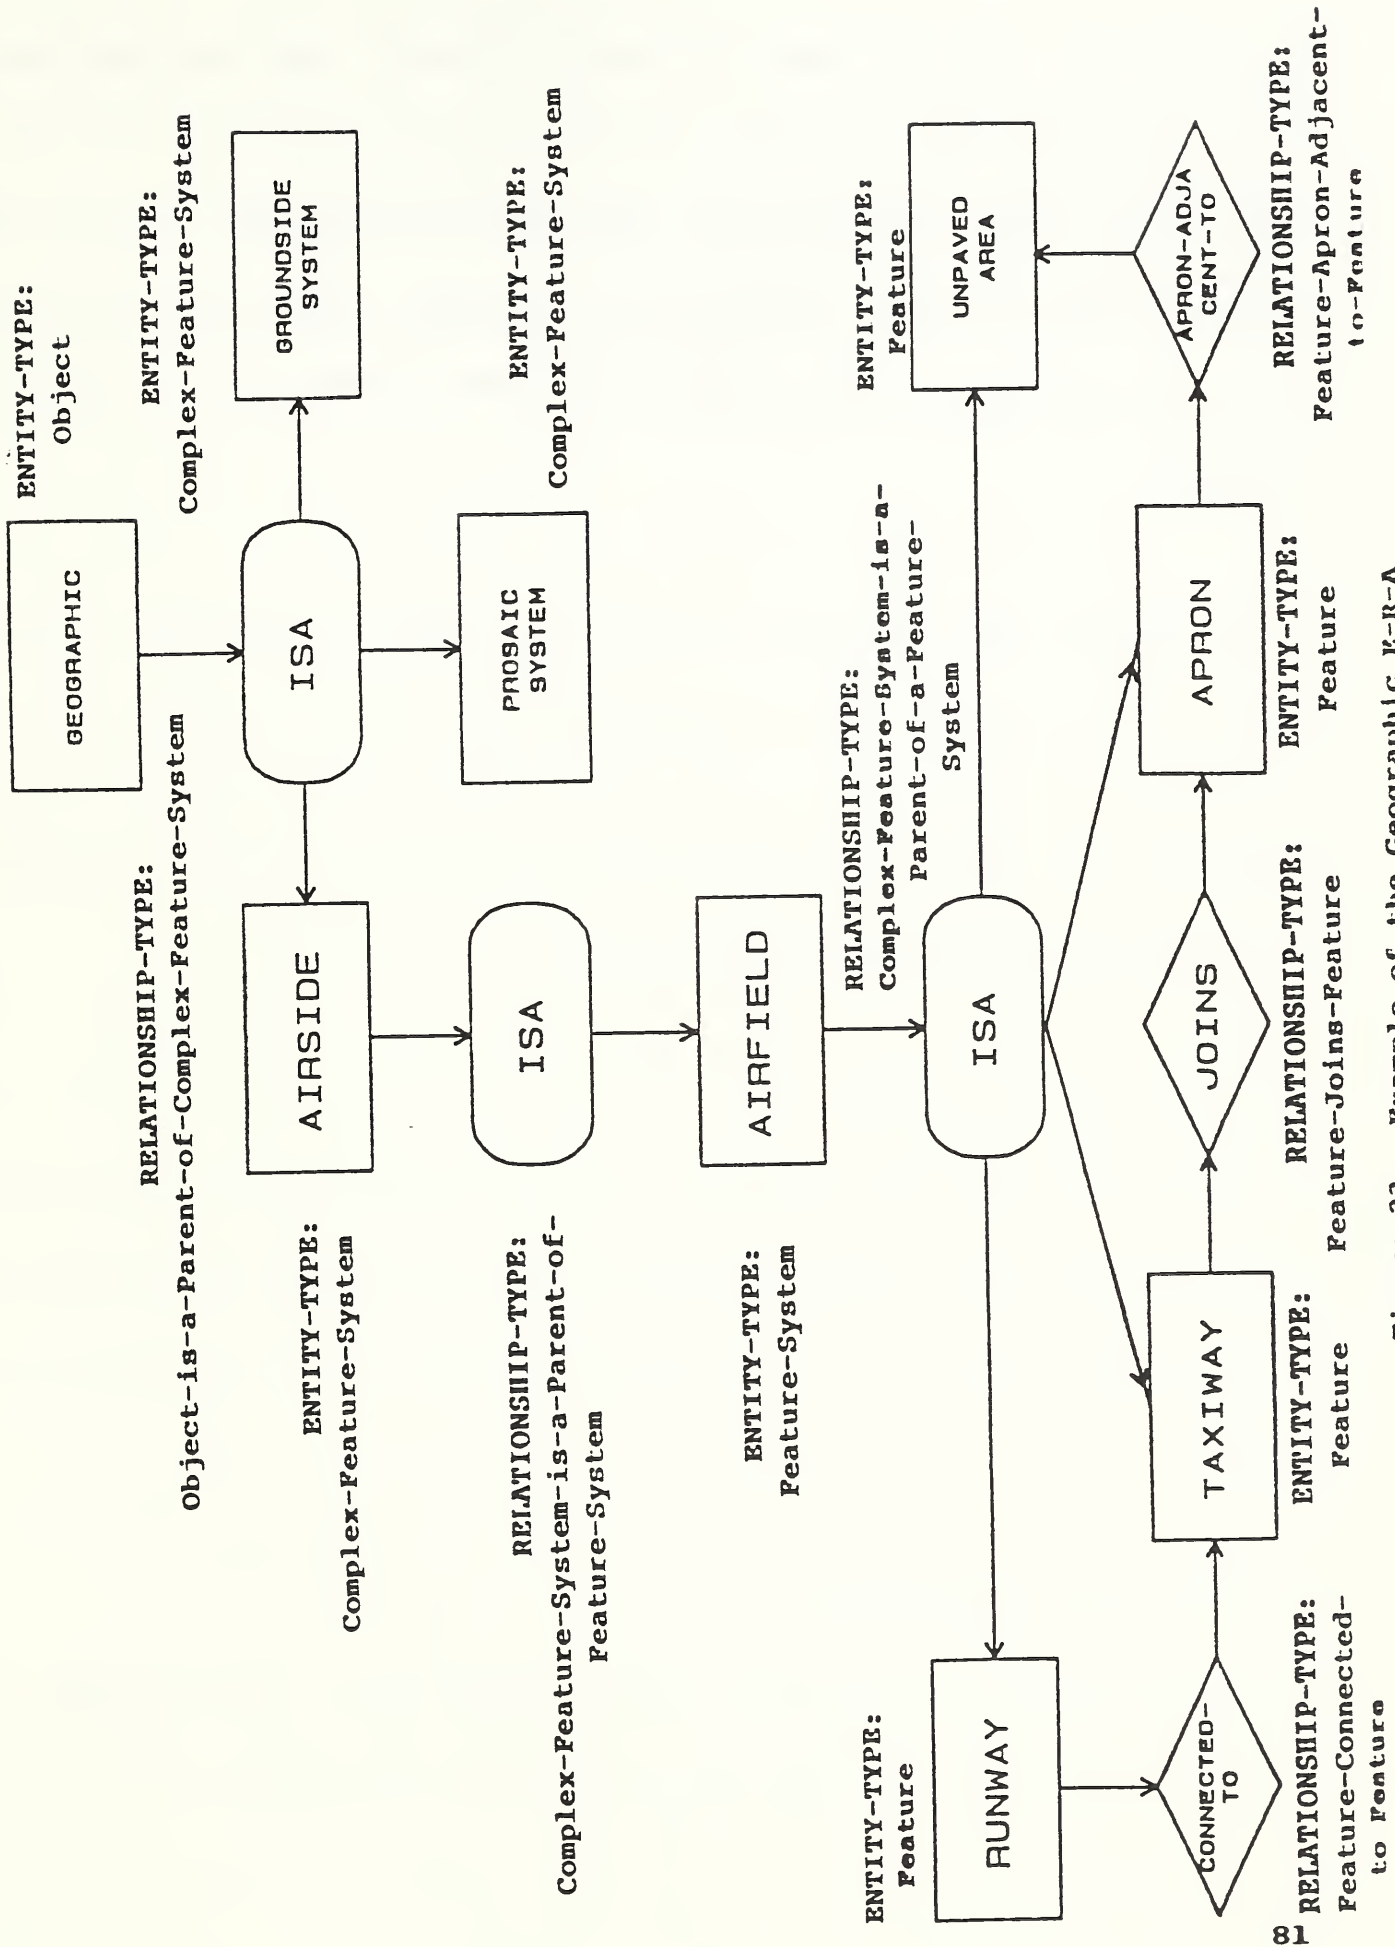 ENTITY-TYPE:
Object
GEOGRAPHIC
RELATIONSHIP-TYPE:
Object-is-a-Parent-of-Complex-Feature-System
ENTITY-TYPE:
Complex-Feature-System
ISA
GROUNDSIDE
SYSTEM
AIRSIDE
ENTITY-TYPE:
Complex-Feature-System
PROSAIC
SYSTEM
ENTITY-TYPE:
Complex-Feature-System
RELATIONSHIP-TYPE:
Complex-Feature-System-is-a-Parent-of-
Feature-System
ISA
ENTITY-TYPE:
Feature-System
AIRFIELD
RELATIONSHIP-TYPE:
Complex-Feature-System-is-a-
Parent-of-a-Feature-
System
ISA
ENTITY-TYPE:
Feature
RUNWAY
ENTITY-TYPE:
Feature
UNPAVED
AREA
CONNECTED-
TO
RELATIONSHIP-TYPE:
Feature-Connected-
to Feature
TAXIWAY
ENTITY-TYPE:
Feature
JOINS
RELATIONSHIP-TYPE:
Feature-Joins-Feature
APRON
ENTITY-TYPE:
Feature
APRON-ADJA
CENT-TO
RELATIONSHIP-TYPE:
Feature-Apron-Adjacent-
to-Feature
Example of the Geographic E-R-A
81